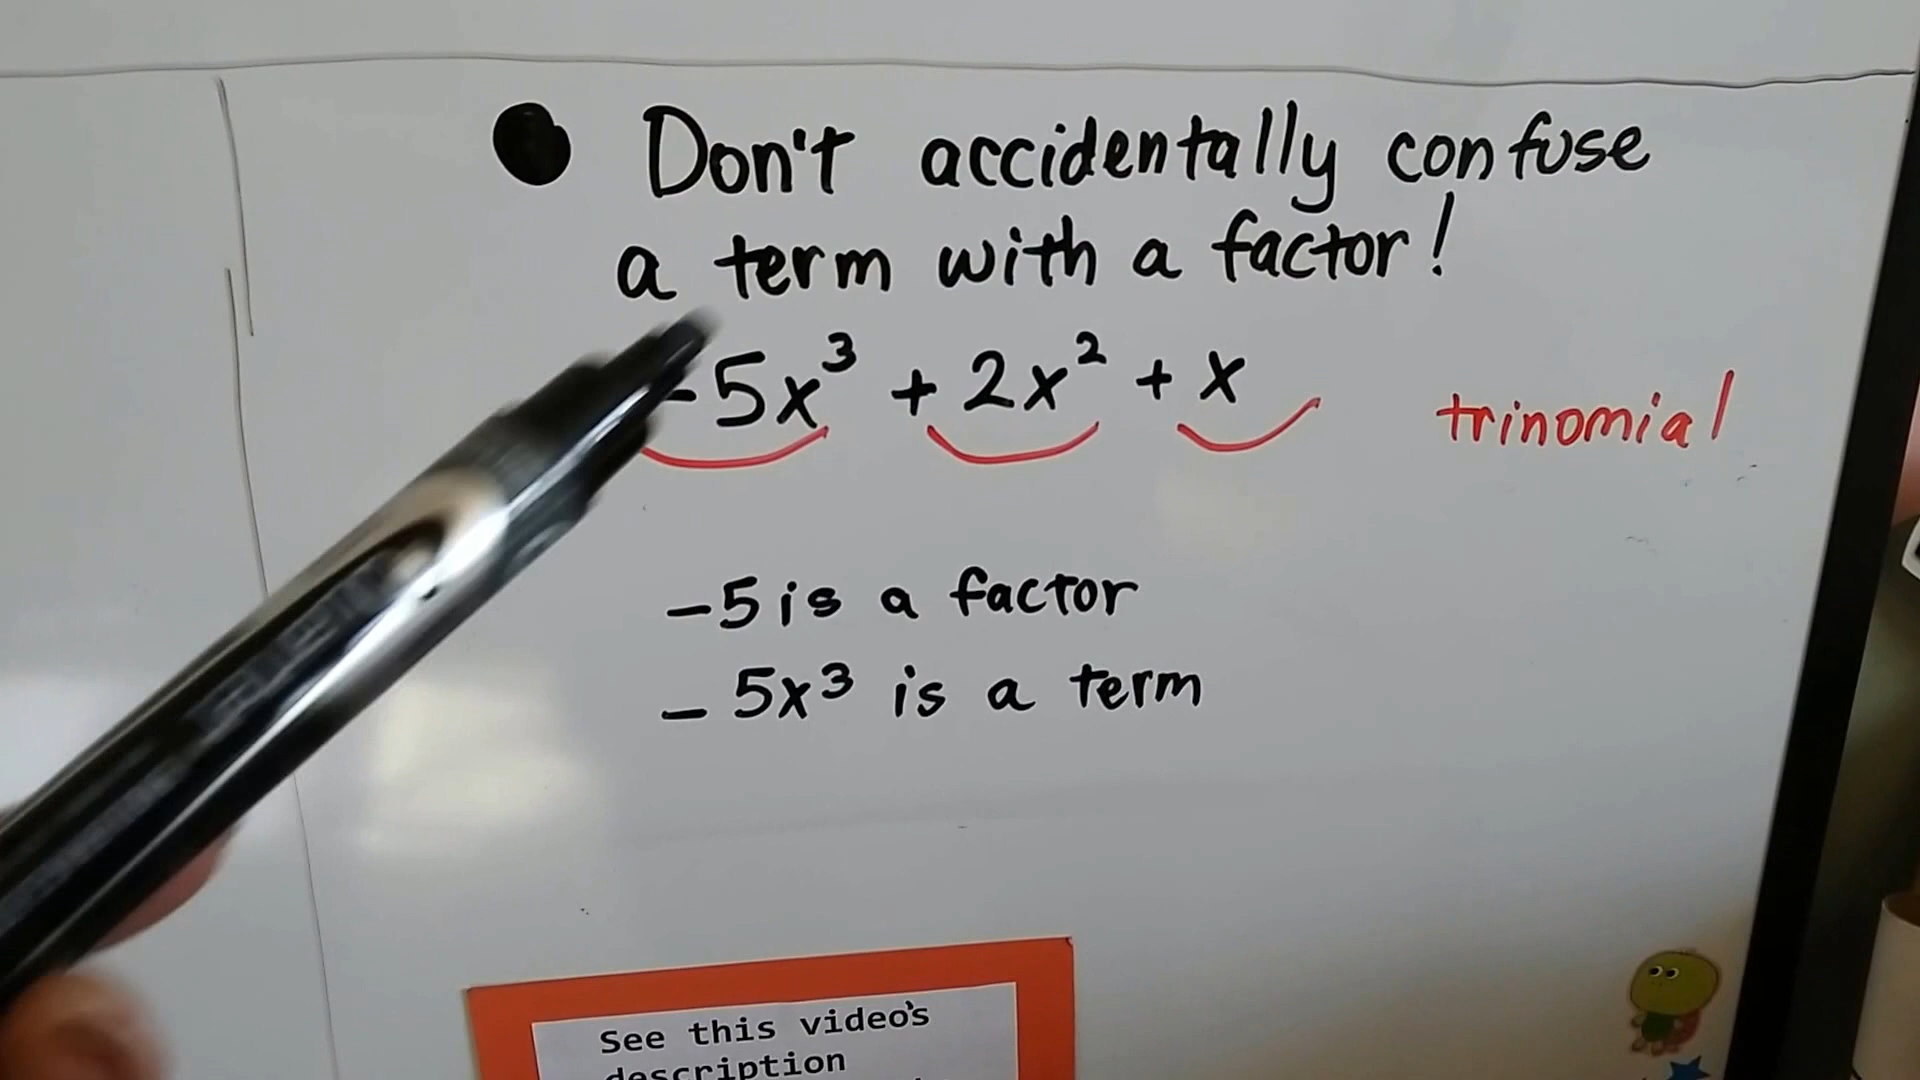 Don't accidentally confuse
a term with a factor!
-5x³ + 2x² + x
trinomial
-5 is a factor
-5x³ is a term
See this video's
description